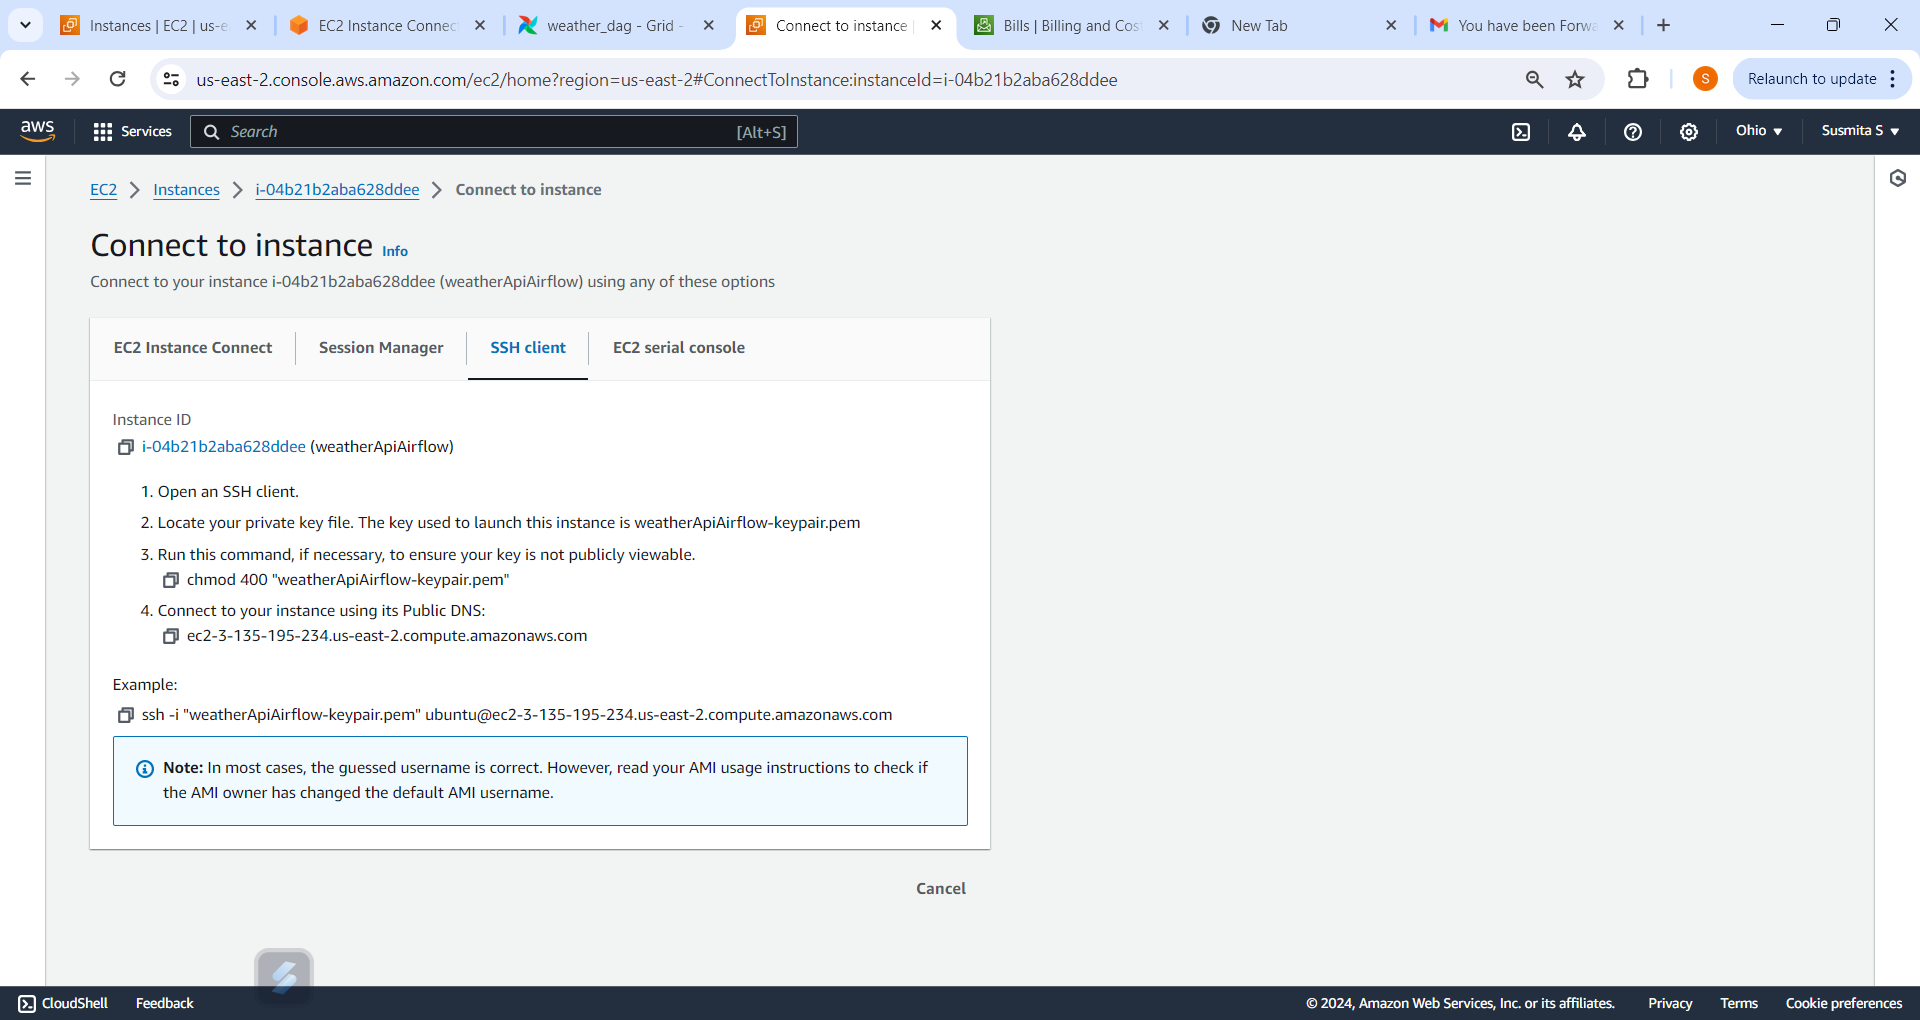 Instances | EC2 | us-e
EC2 Instance Connec
weather_dag - Grid -
Connect to instance |
Bills | Billing and Cos
New Tab
You have been Forwa
us-east-2.console.aws.amazon.com/ec2/home?region=us-east-2#ConnectToInstance:instanceId=i-04b21b2aba628ddee
S
Relaunch to update
aws
Services
Search
[Alt+S]
Ohio
Susmita S
EC2
Instances
i-04b21b2aba628ddee
Connect to instance
Connect to instance Info
Connect to your instance i-04b21b2aba628ddee (weatherApiAirflow) using any of these options
EC2 Instance Connect
Session Manager
SSH client
EC2 serial console
Instance ID
i-04b21b2aba628ddee (weatherApiAirflow)
1. Open an SSH client.
2. Locate your private key file. The key used to launch this instance is weatherApiAirflow-keypair.pem
3. Run this command, if necessary, to ensure your key is not publicly viewable.
chmod 400 "weatherApiAirflow-keypair.pem"
4. Connect to your instance using its Public DNS:
ec2-3-135-195-234.us-east-2.compute.amazonaws.com
Example:
ssh -i "weatherApiAirflow-keypair.pem" ubuntu@ec2-3-135-195-234.us-east-2.compute.amazonaws.com
Note: In most cases, the guessed username is correct. However, read your AMI usage instructions to check if
the AMI owner has changed the default AMI username.
Cancel
CloudShell
Feedback
© 2024, Amazon Web Services, Inc. or its affiliates.
Privacy
Terms
Cookie preferences